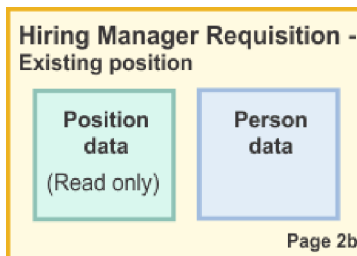 Hiring Manager Requisition -
Existing position
Position
data
(Read only)
Person
data
Page 2b